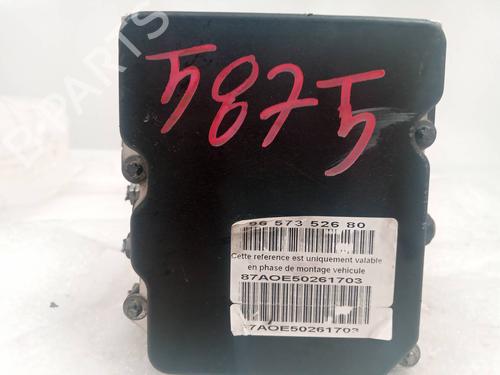 5875
96 573 526 80
Cette reference est uniquement valable
en phase de montage vehicule
87AOE50261703
87AOE50261703